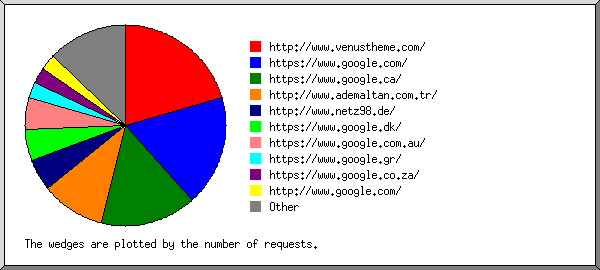 http://www.venustheme.com/
https://www.google.com/
https://www.google.ca/
http://www.ademaltan.com.tr/
http://www.netz98.de/
https://www.google.dk/
https://www.google.com.au/
https://www.google.gr/
https://www.google.co.za/
http://www.google.com/
Other
The wedges are plotted by the number of requests.